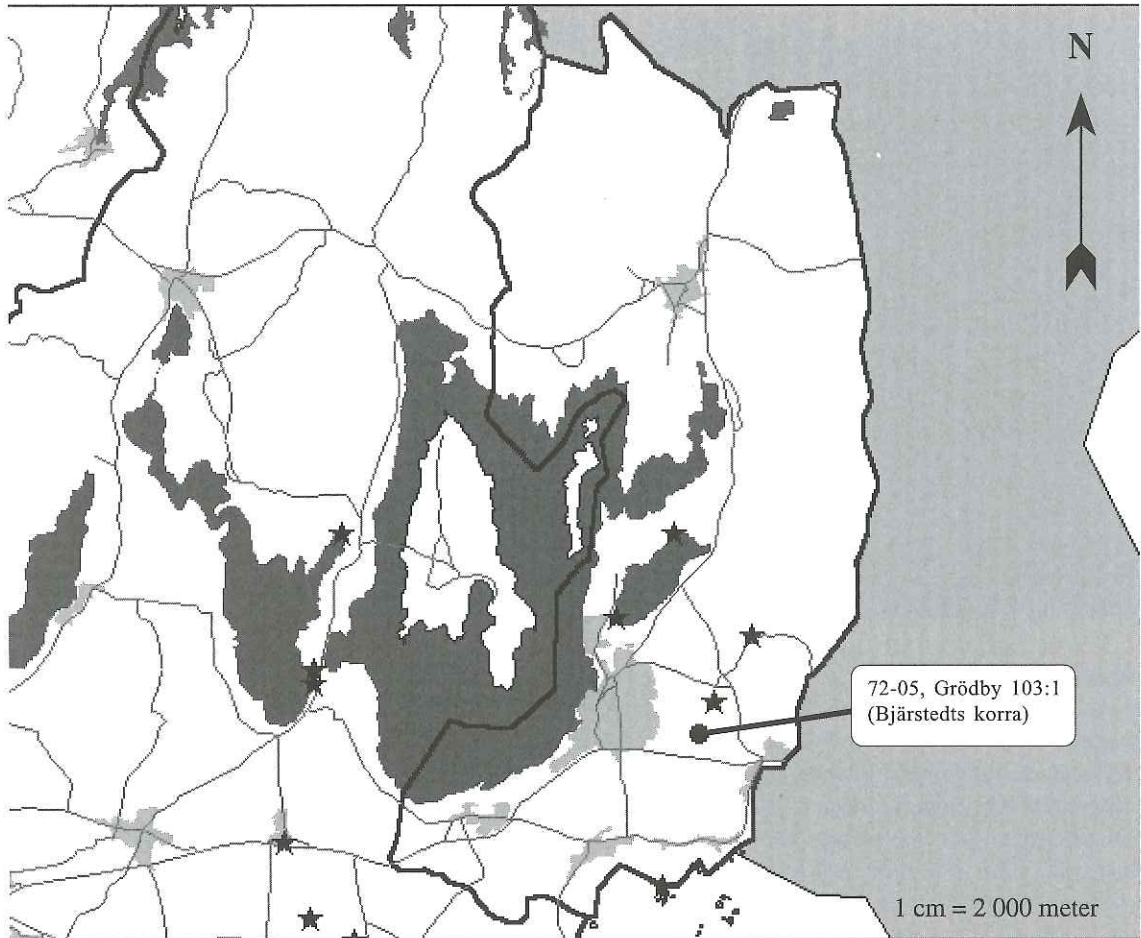 N
72-05, Grödby 103:1
(Bjärstedts korra)
1 cm = 2 000 meter